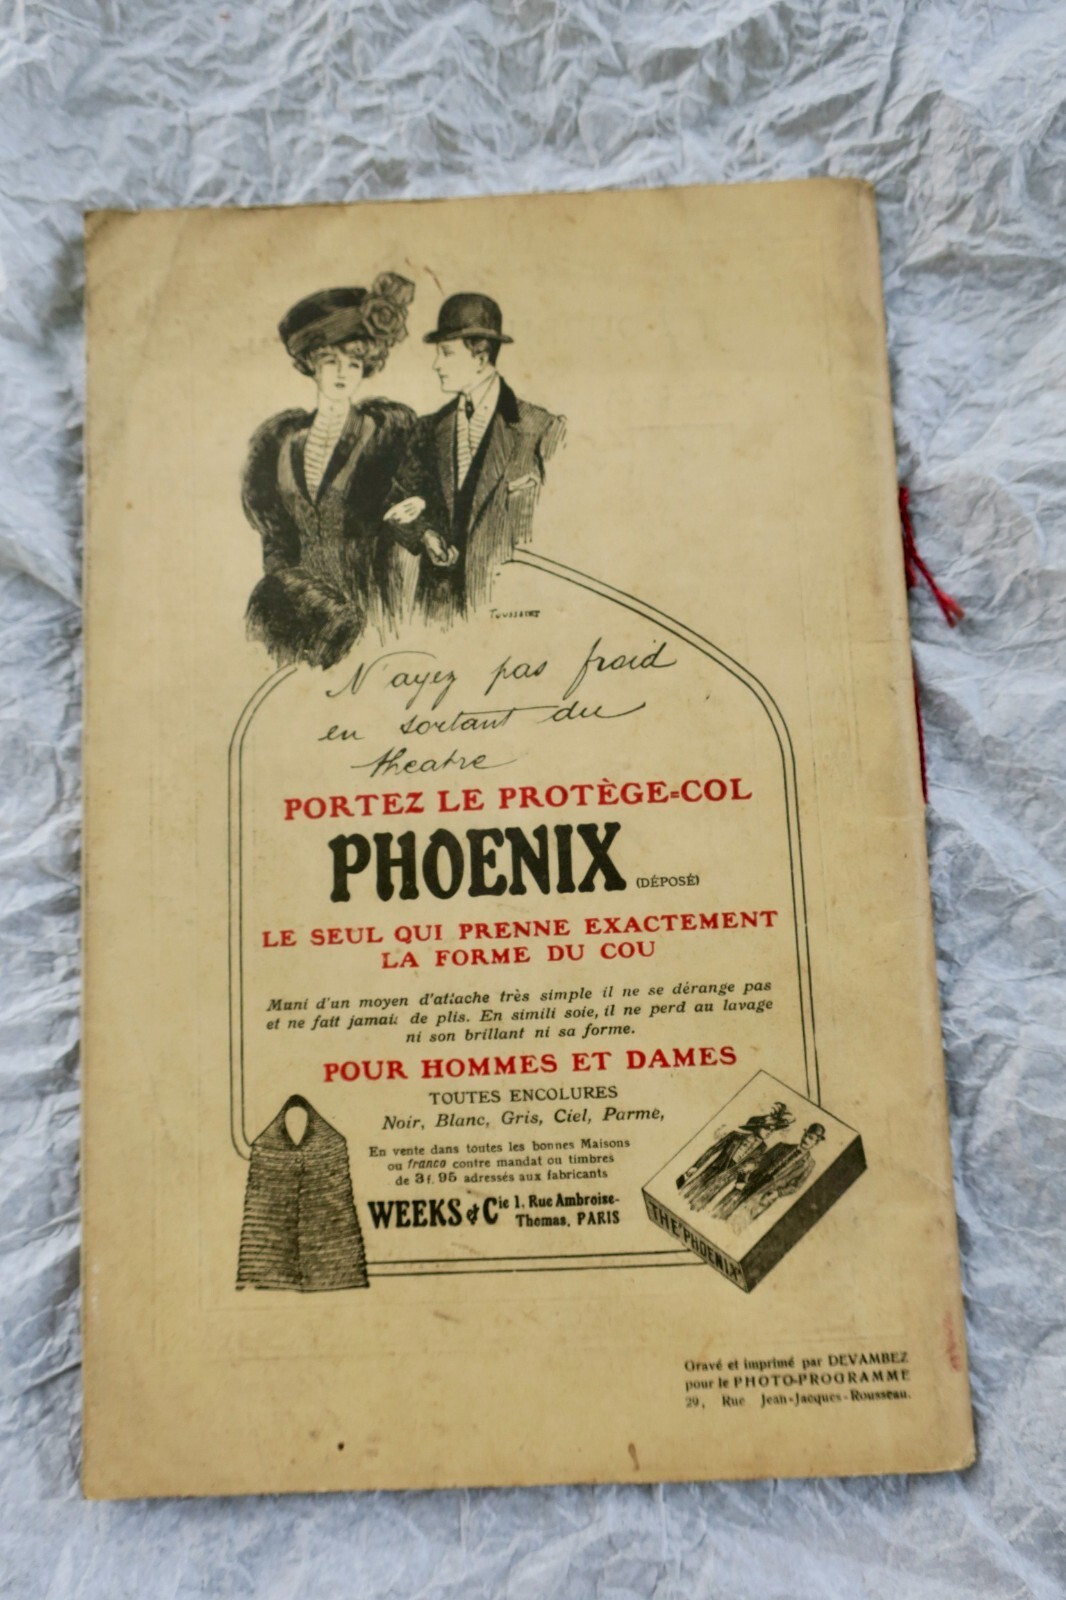 Toussaint
N'ayez pas froid
en sortant du
theatre
PORTEZ LE PROTÈGE=COL
PHOENIX (DÉPOSÉ)
LE SEUL QUI PRENNE EXACTEMENT
LA FORME DU COU
Muni d'un moyen d'attache très simple il ne se dérange pas
et ne fait jamais de plis. En simili soie, il ne perd au lavage
ni son brillant ni sa forme.
POUR HOMMES ET DAMES
TOUTES ENCOLURES
Noir, Blanc, Gris, Ciel, Parme,
En vente dans toutes les bonnes Maisons
ou franco contre mandat ou timbres
de 3 f. 95 adressés aux fabricants
WEEKS & Cie 1, Rue Ambroise-
Thomas, PARIS
THE "PHOENIX"
Gravé et imprimé par DEVAMBEZ
pour le PHOTO-PROGRAMME
29, Rue Jean-Jacques-Rousseau.